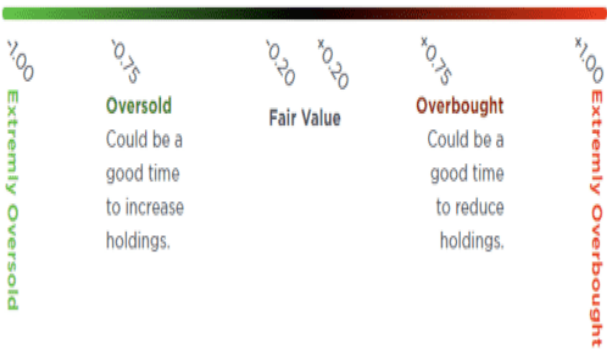 -1.00
-0.75
-0.20
+0.20
+0.75
+1.00
Extremly Oversold
Oversold
Could be a
good time
to increase
holdings.
Fair Value
Overbought
Could be a
good time
to reduce
holdings.
Extremly Overbought